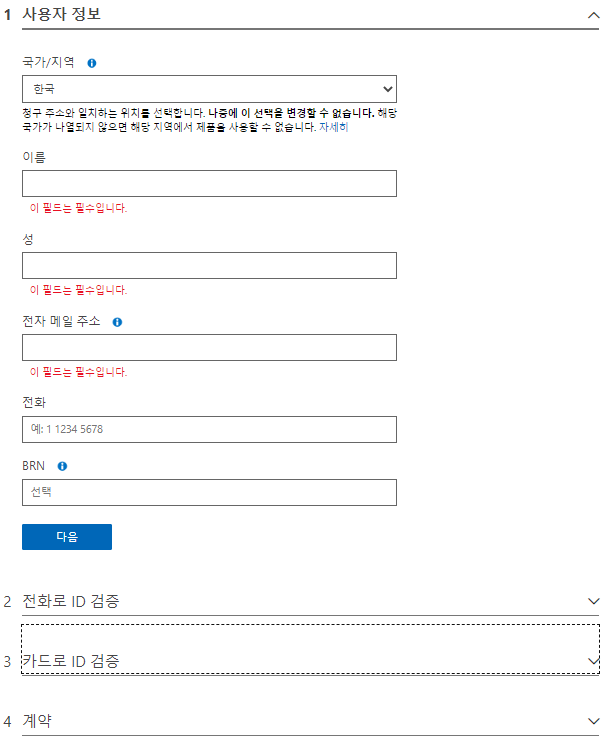 1 사용자 정보
국가/지역
한국
청구 주소와 일치하는 위치를 선택합니다. 나중에 이 선택을 변경할 수 없습니다. 해당
국가가 나열되지 않으면 해당 지역에서 제품을 사용할 수 없습니다. 자세히
이름
이 필드는 필수입니다.
성
이 필드는 필수입니다.
전자 메일 주소
이 필드는 필수입니다.
전화
예: 1 1234 5678
BRN
선택
다음
2 전화로 ID 검증
3 카드로 ID 검증
4 계약